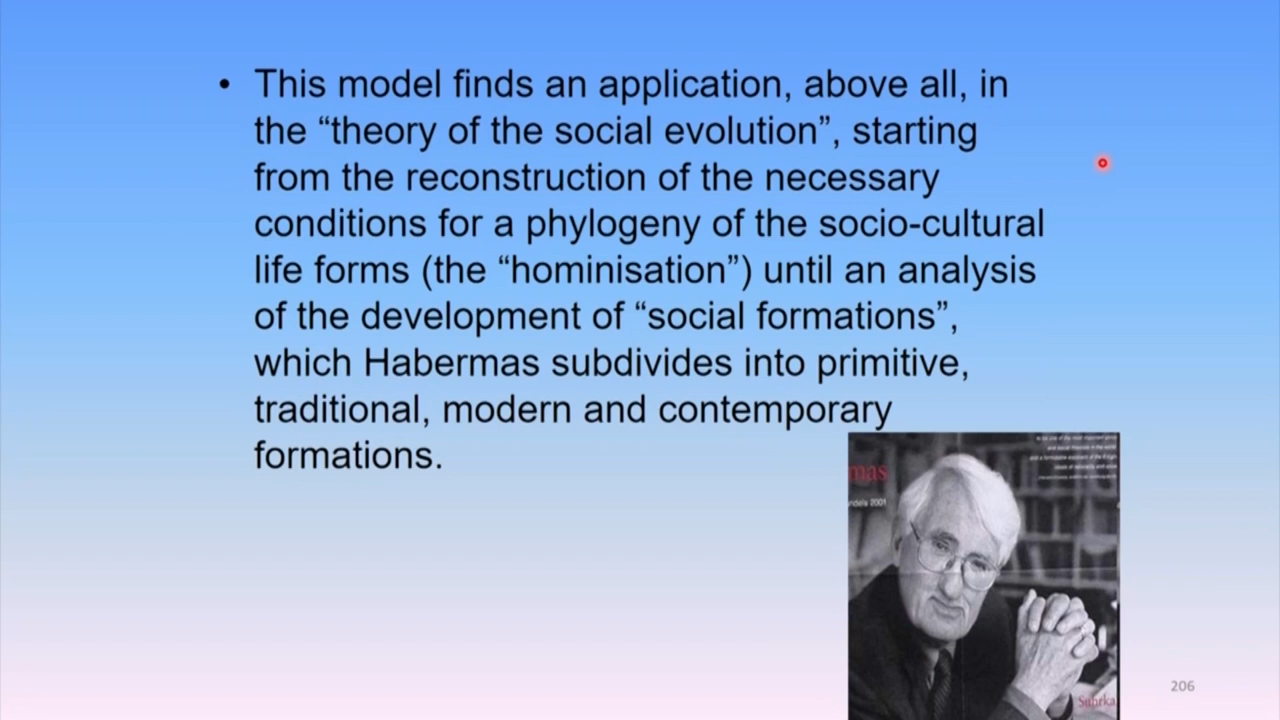 • This model finds an application, above all, in
the “theory of the social evolution”, starting
from the reconstruction of the necessary
conditions for a phylogeny of the socio-cultural
life forms (the “hominisation”) until an analysis
of the development of “social formations”,
which Habermas subdivides into primitive,
traditional, modern and contemporary
formations.
mas
2001
Suhrka
206